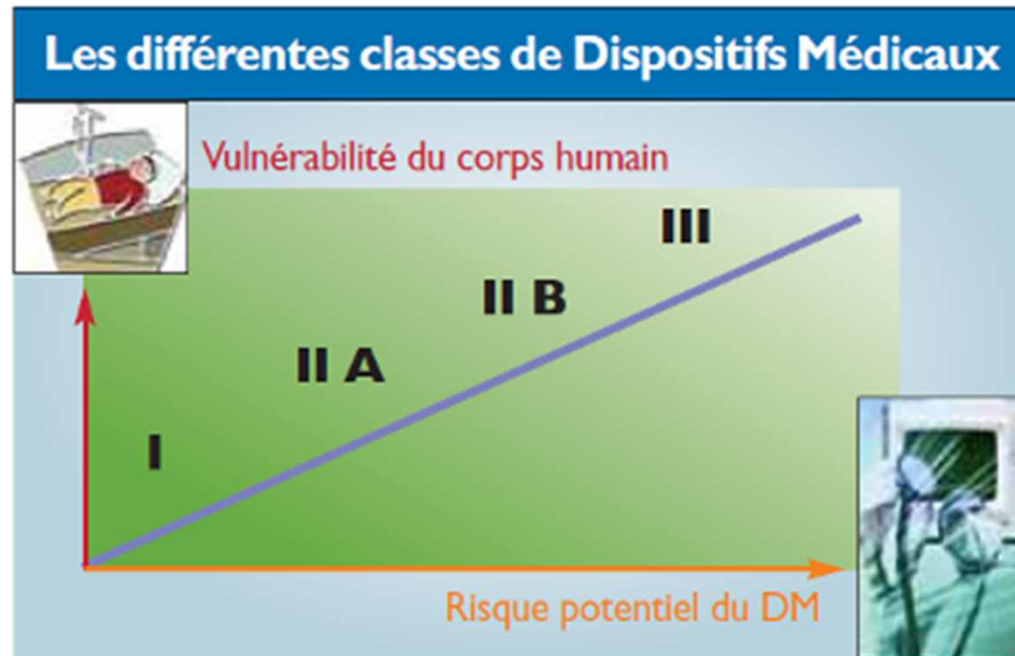 Les différentes classes de Dispositifs Médicaux
Vulnérabilité du corps humain
III
II B
II A
I
Risque potentiel du DM